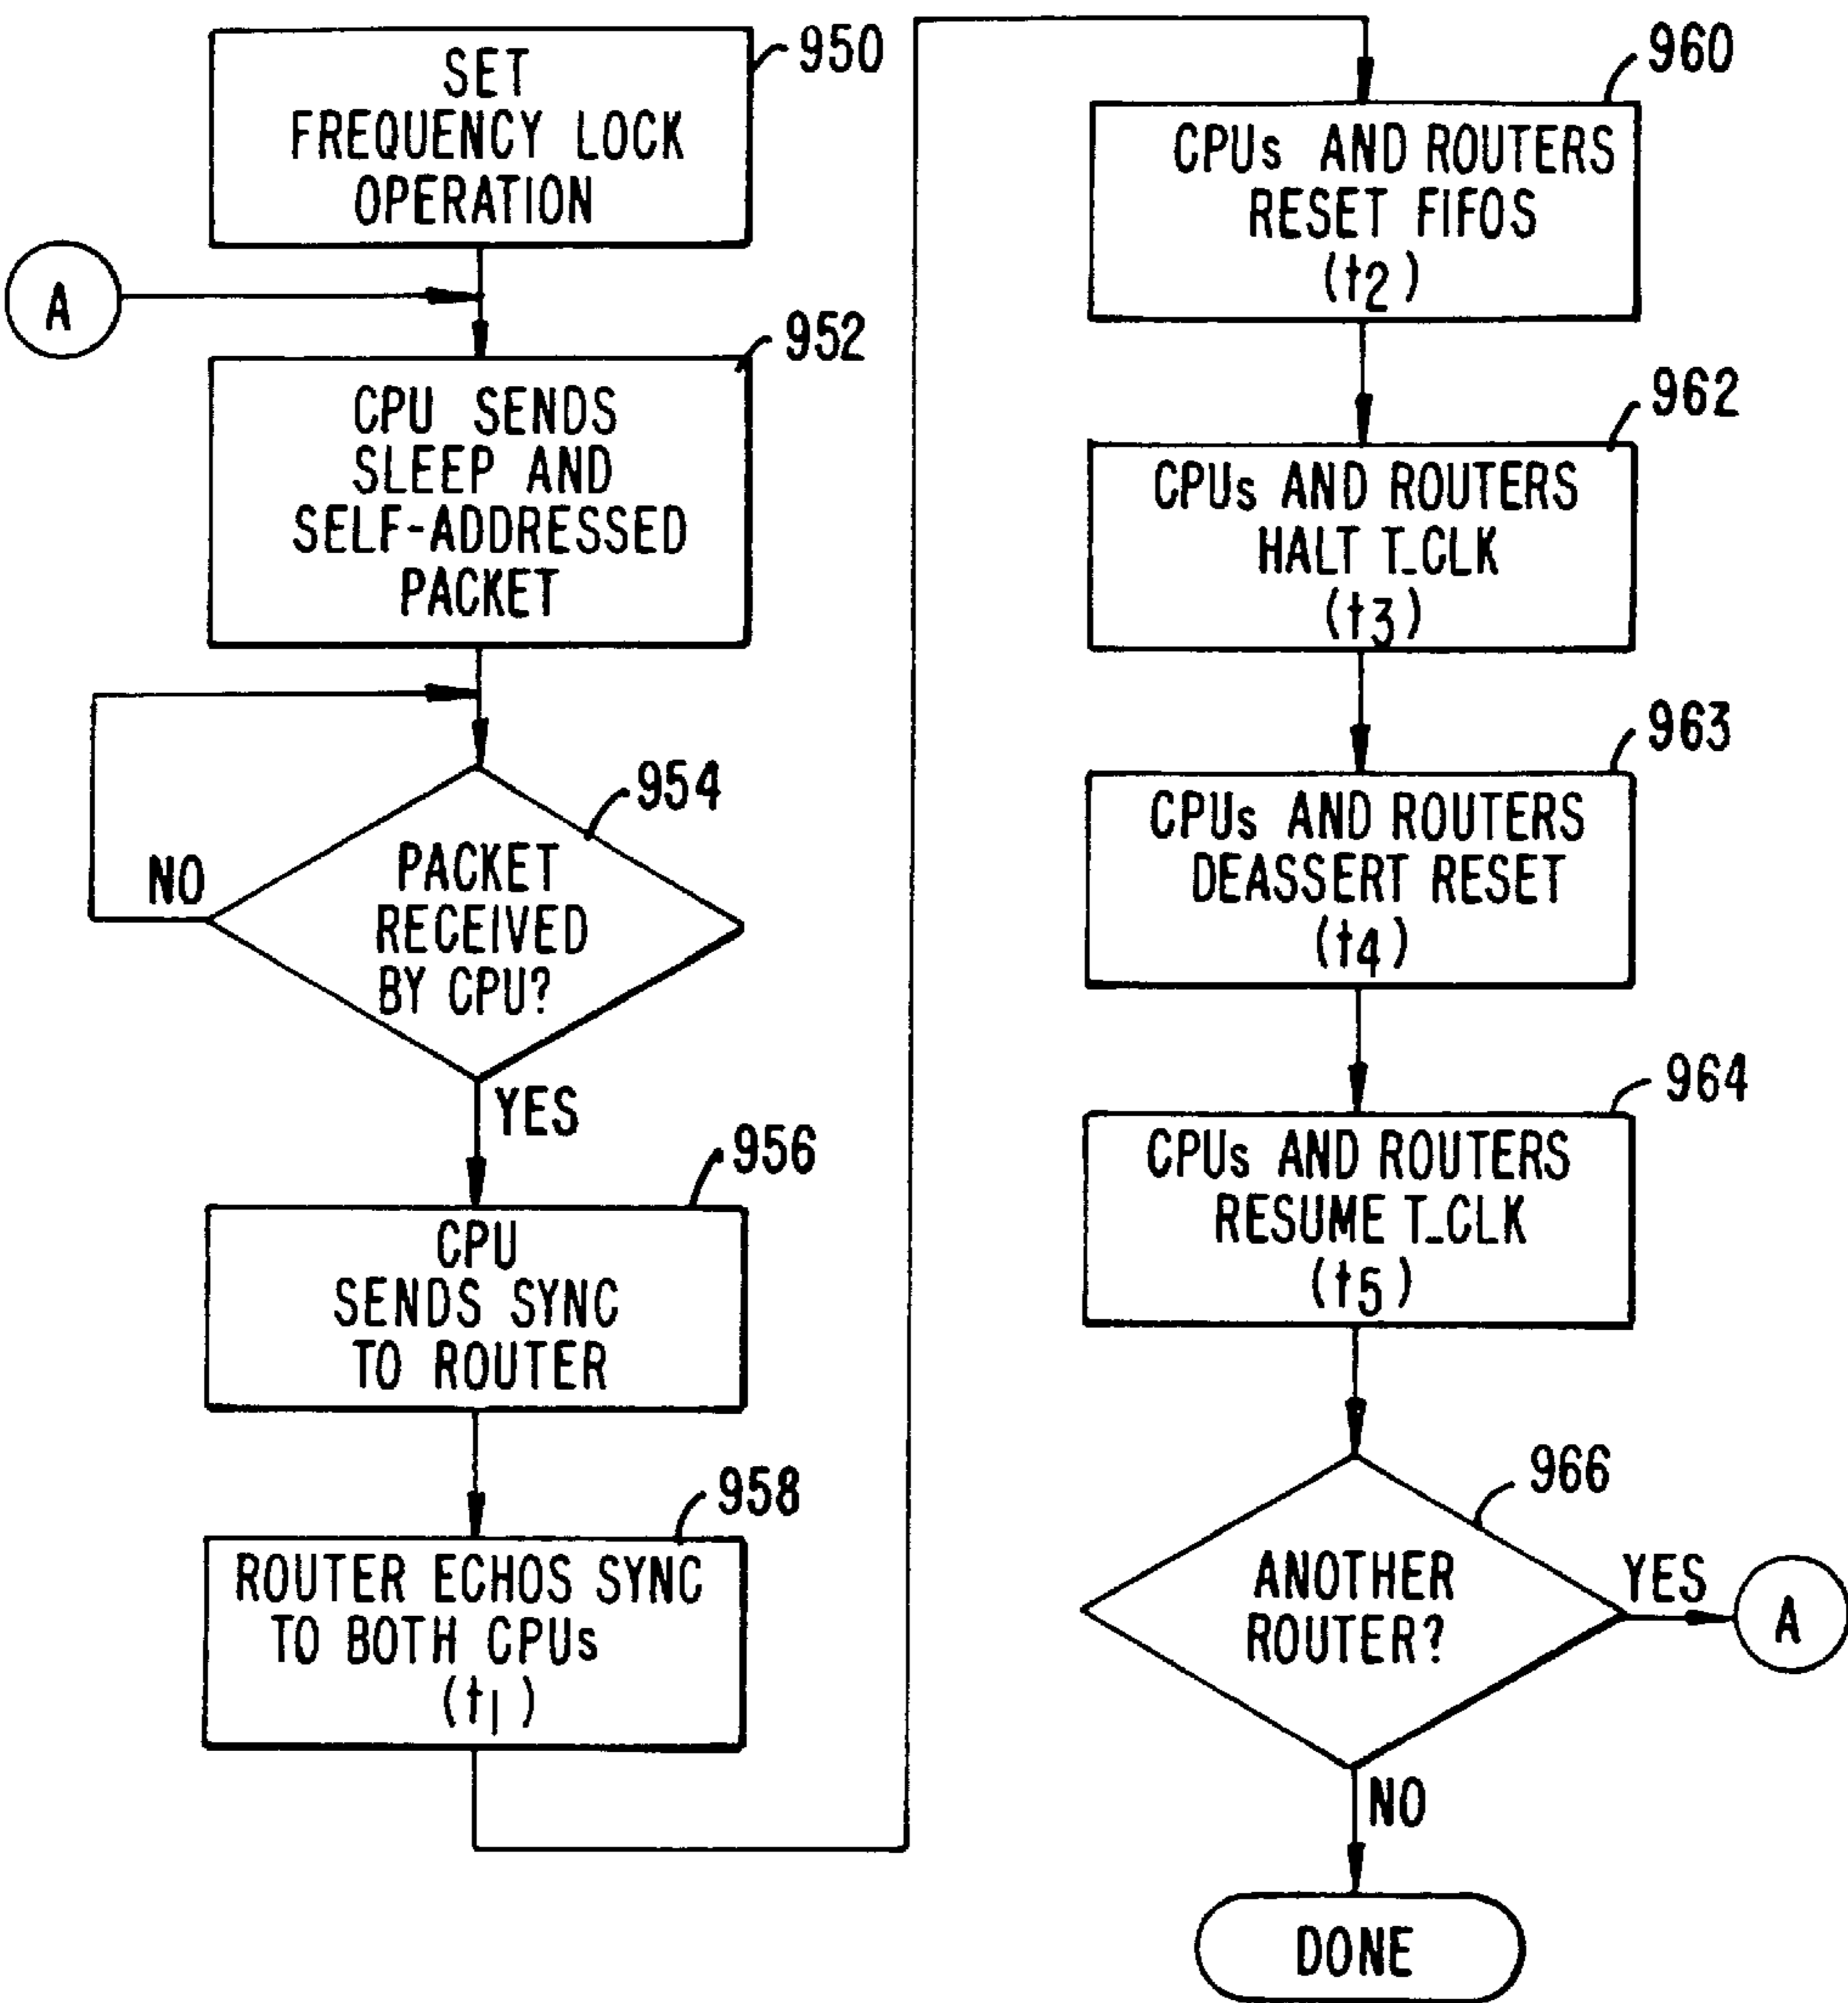 950
SET
FREQUENCY LOCK
OPERATION
A
952
CPU SENDS
SLEEP AND
SELF-ADDRESSED
PACKET
954
PACKET
RECEIVED
BY CPU?
NO
YES
956
CPU
SENDS SYNC
TO ROUTER
958
ROUTER ECHOS SYNC
TO BOTH CPUs
(t1)
960
CPUs AND ROUTERS
RESET FIFOS
(t2)
962
CPUs AND ROUTERS
HALT T_CLK
(t3)
963
CPUs AND ROUTERS
DEASSERT RESET
(t4)
964
CPUs AND ROUTERS
RESUME T_CLK
(t5)
966
ANOTHER
ROUTER?
YES
A
NO
DONE